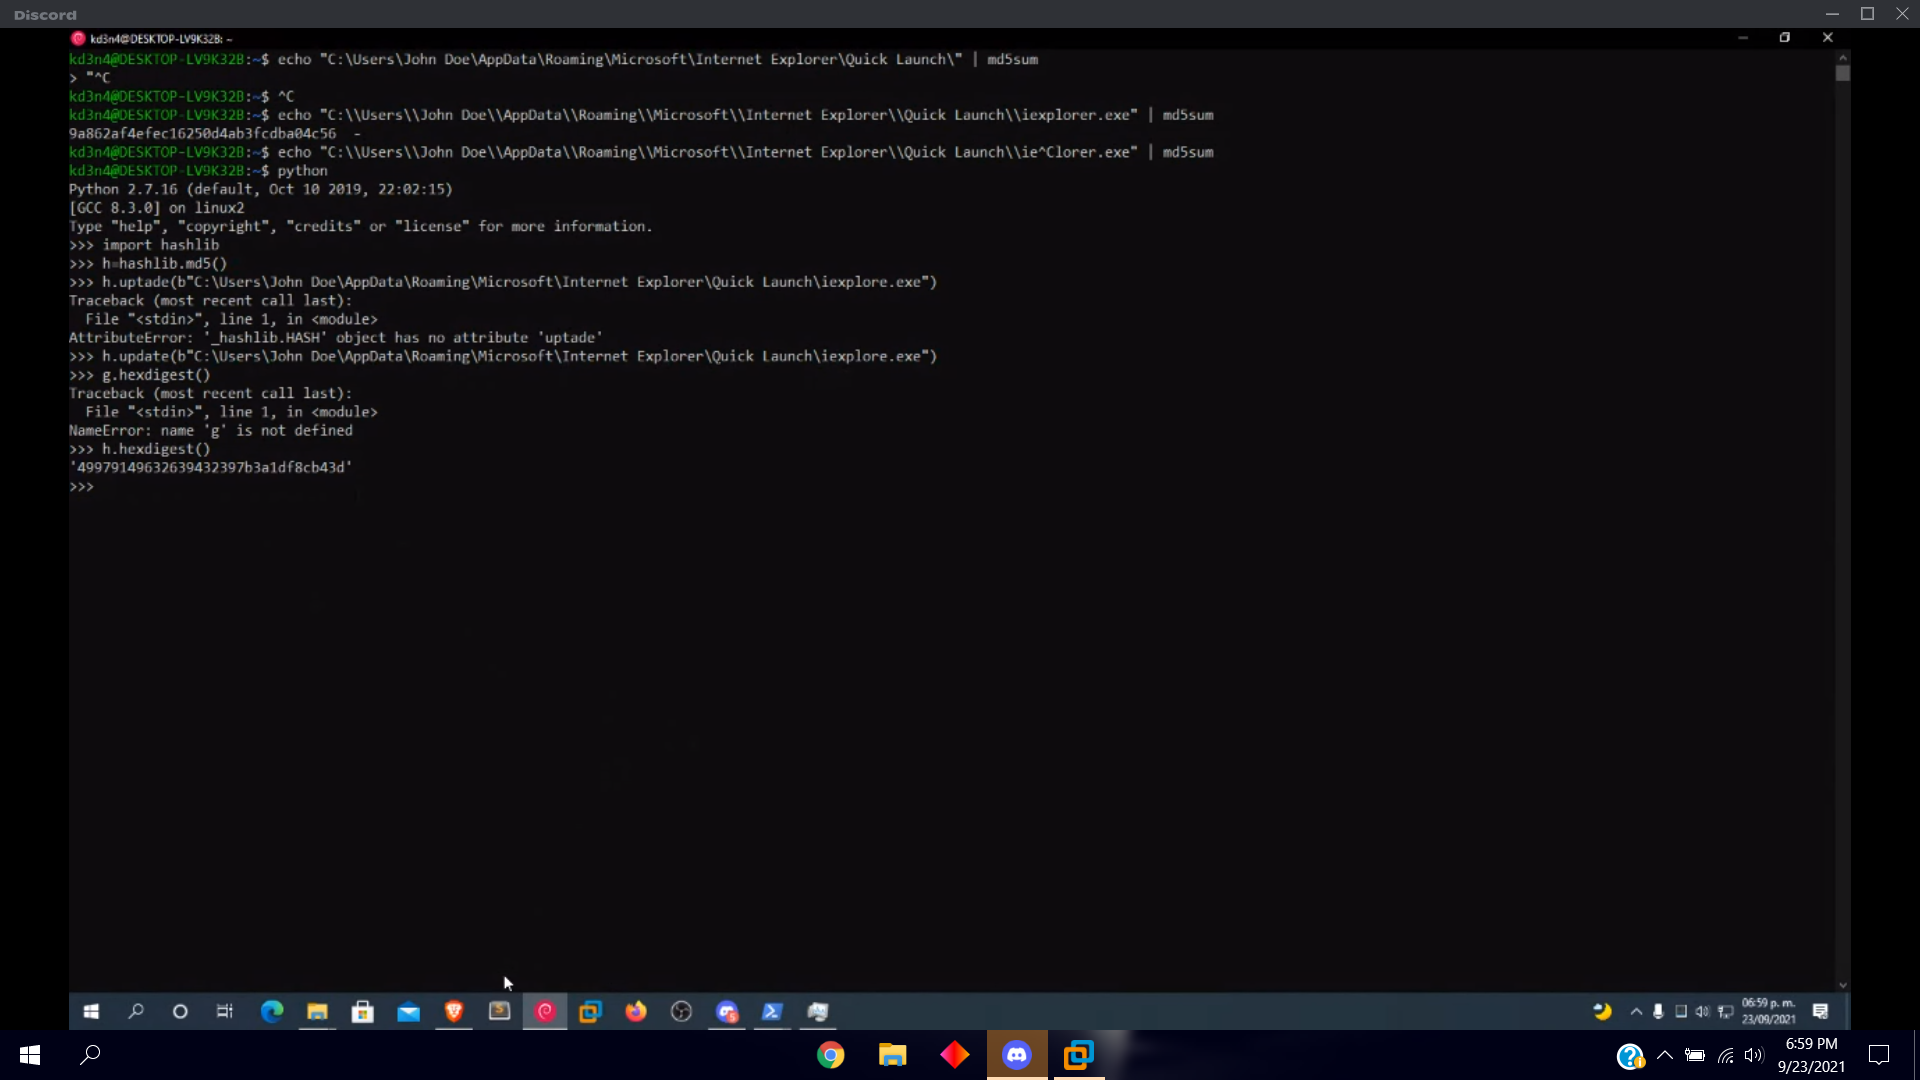 Discord
kd3n4@DESKTOP-LV9K32B: ~
kd3n4@DESKTOP-LV9K32B:~$ echo "C:\Users\John Doe\AppData\Roaming\Microsoft\Internet Explorer\Quick Launch\" | md5sum
> "^C
kd3n4@DESKTOP-LV9K32B:~$ ^C
kd3n4@DESKTOP-LV9K32B:~$ echo "C:\\Users\\John Doe\\AppData\\Roaming\\Microsoft\\Internet Explorer\\Quick Launch\\iexplorer.exe" | md5sum
9a862af4efec16250d4ab3fcdba04c56  -
kd3n4@DESKTOP-LV9K32B:~$ echo "C:\\Users\\John Doe\\AppData\\Roaming\\Microsoft\\Internet Explorer\\Quick Launch\\ie^Clorer.exe" | md5sum
kd3n4@DESKTOP-LV9K32B:~$ python
Python 2.7.16 (default, Oct 10 2019, 22:02:15)
[GCC 8.3.0] on linux2
Type "help", "copyright", "credits" or "license" for more information.
>>> import hashlib
>>> h=hashlib.md5()
>>> h.uptade(b"C:\Users\John Doe\AppData\Roaming\Microsoft\Internet Explorer\Quick Launch\iexplore.exe")
Traceback (most recent call last):
  File "<stdin>", line 1, in <module>
AttributeError: '_hashlib.HASH' object has no attribute 'uptade'
>>> h.update(b"C:\Users\John Doe\AppData\Roaming\Microsoft\Internet Explorer\Quick Launch\iexplore.exe")
>>> g.hexdigest()
Traceback (most recent call last):
  File "<stdin>", line 1, in <module>
NameError: name 'g' is not defined
>>> h.hexdigest()
'49979149632639432397b3a1df8cb43d'
>>>
06:59 p. m.
23/09/2021
6:59 PM
9/23/2021